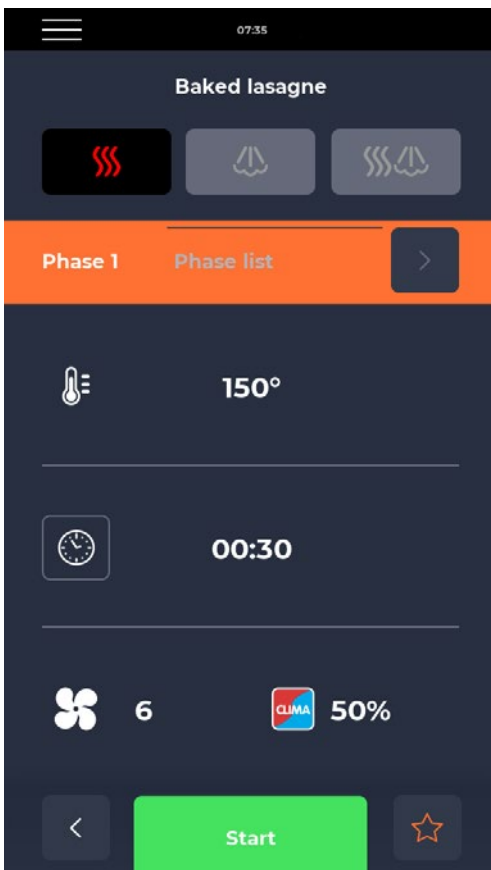 07:35
Baked lasagne
Phase 1 Phase list
150°
00:30
6 CLIMA 50%
Start